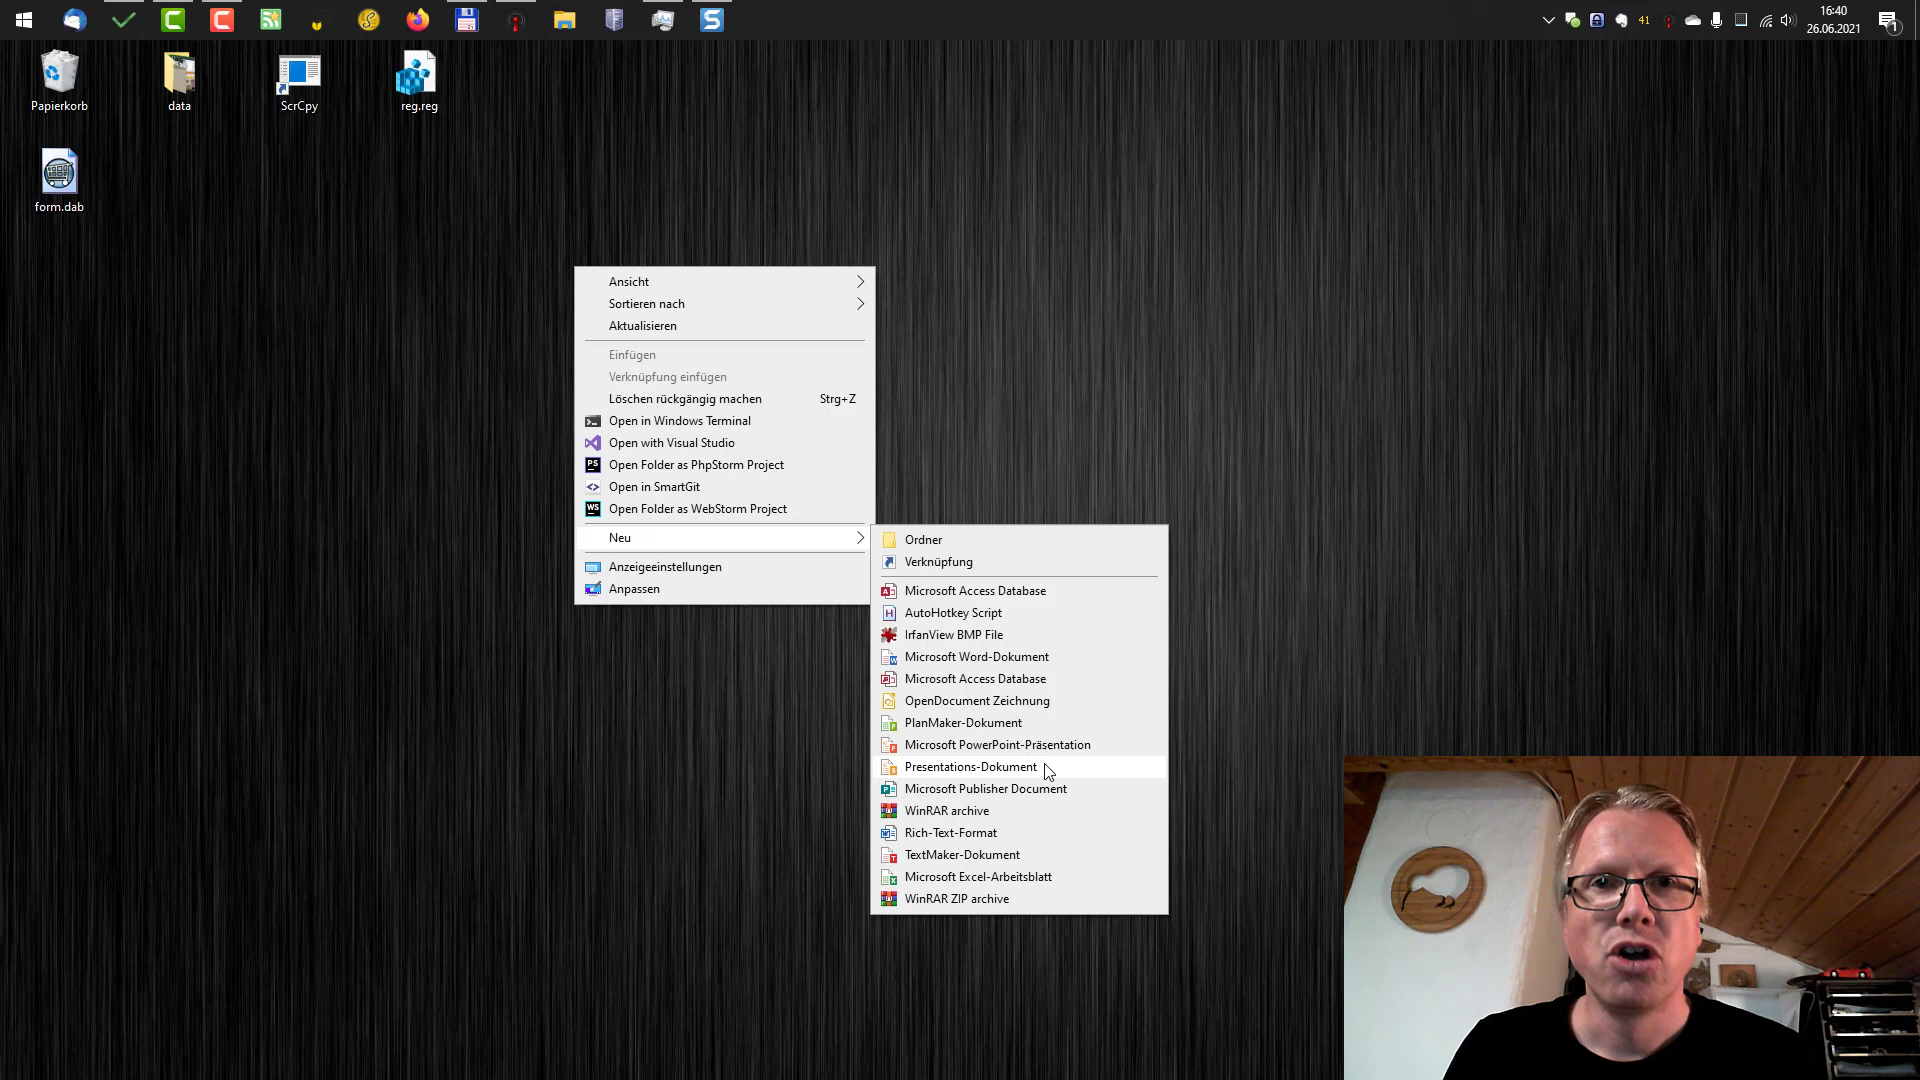 41
16:40
26.06.2021
1
Papierkorb
data
ScrCpy
reg.reg
form.dab
Ansicht
Sortieren nach
Aktualisieren
Einfügen
Verknüpfung einfügen
Löschen rückgängig machen Strg+Z
Open in Windows Terminal
Open with Visual Studio
PS Open Folder as PhpStorm Project
Open in SmartGit
WS Open Folder as WebStorm Project
Neu
Anzeigeeinstellungen
Anpassen
Ordner
Verknüpfung
Microsoft Access Database
AutoHotkey Script
IrfanView BMP File
Microsoft Word-Dokument
Microsoft Access Database
OpenDocument Zeichnung
PlanMaker-Dokument
Microsoft PowerPoint-Präsentation
Presentations-Dokument
Microsoft Publisher Document
WinRAR archive
Rich-Text-Format
TextMaker-Dokument
Microsoft Excel-Arbeitsblatt
WinRAR ZIP archive